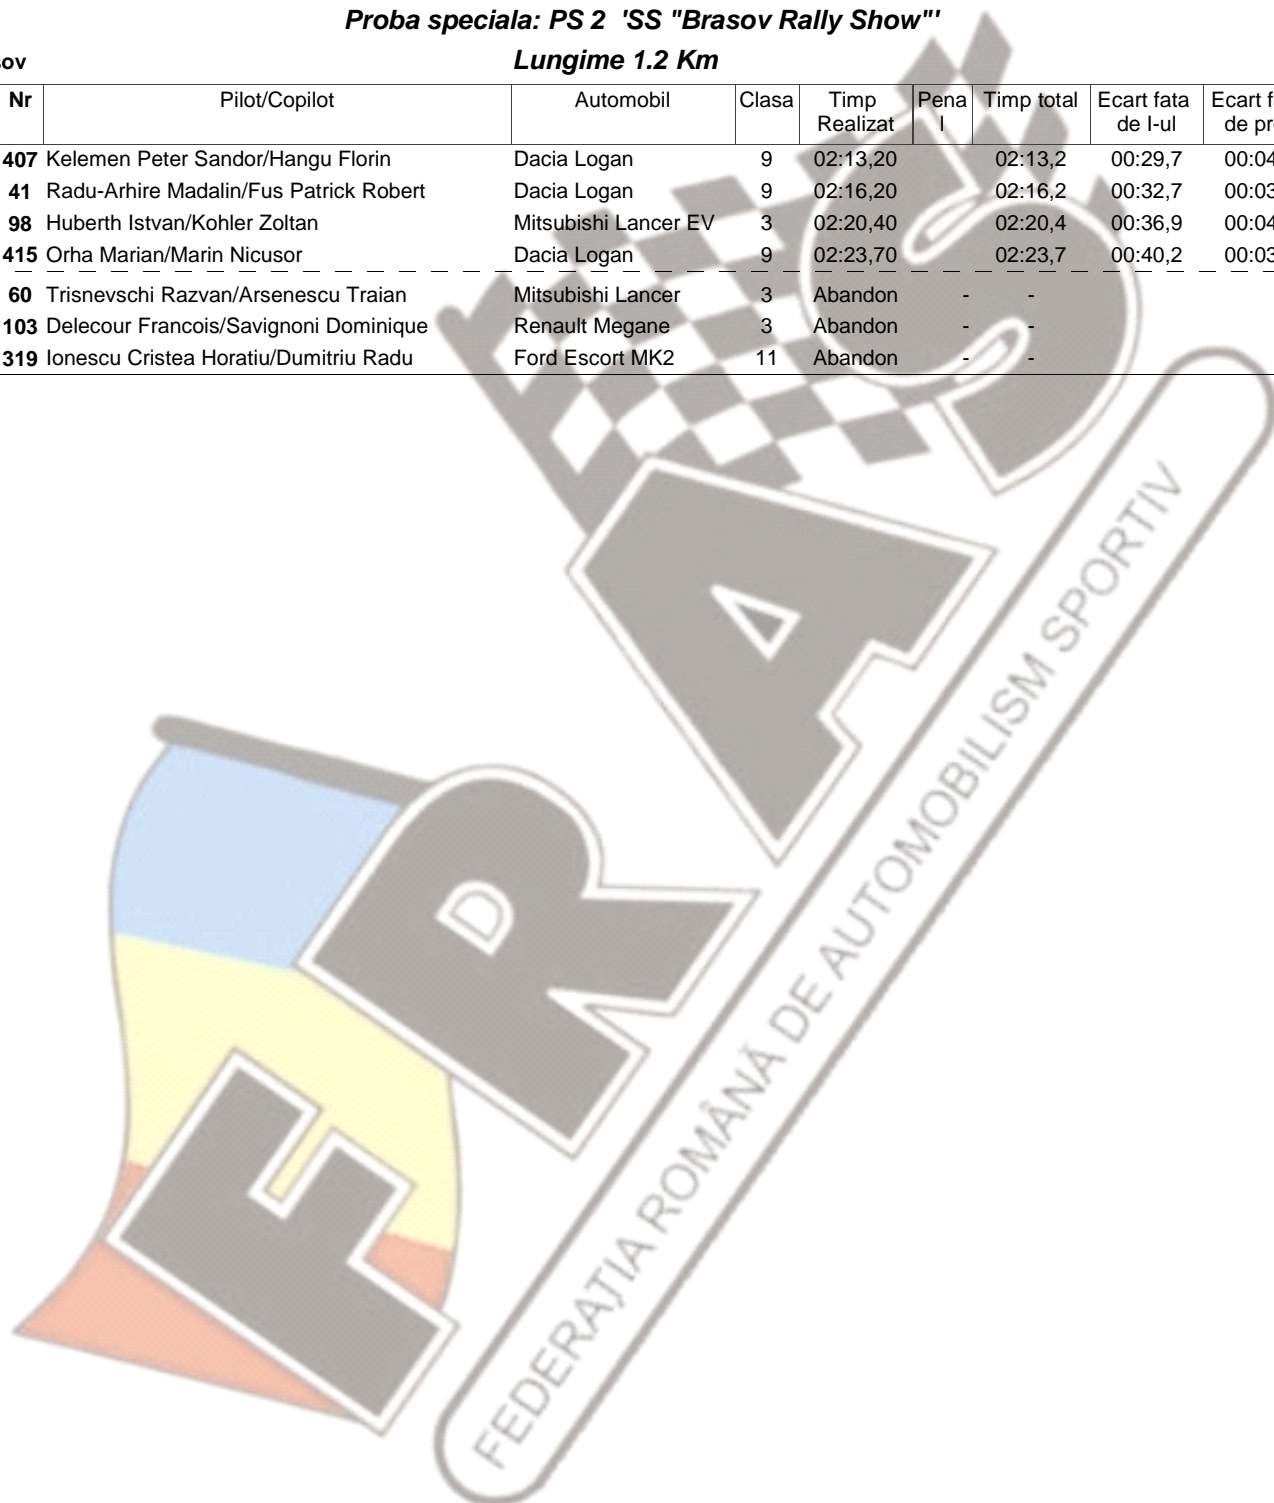 Proba speciala: PS 2 'SS "Brasov Rally Show"'
sov Lungime 1.2 Km
Nr Pilot/Copilot Automobil Clasa Timp Realizat Pena l Timp total Ecart fata de I-ul Ecart f de pr
407 Kelemen Peter Sandor/Hangu Florin Dacia Logan 9 02:13,20 02:13,2 00:29,7 00:04
41 Radu-Arhire Madalin/Fus Patrick Robert Dacia Logan 9 02:16,20 02:16,2 00:32,7 00:03
98 Huberth Istvan/Kohler Zoltan Mitsubishi Lancer EV 3 02:20,40 02:20,4 00:36,9 00:04
415 Orha Marian/Marin Nicusor Dacia Logan 9 02:23,70 02:23,7 00:40,2 00:03
60 Trisnevschi Razvan/Arsenescu Traian Mitsubishi Lancer 3 Abandon - -
103 Delecour Francois/Savignoni Dominique Renault Megane 3 Abandon - -
319 Ionescu Cristea Horatiu/Dumitriu Radu Ford Escort MK2 11 Abandon - -
FRAS
FEDERAŢIA ROMÂNĂ DE AUTOMOBILISM SPORTIV